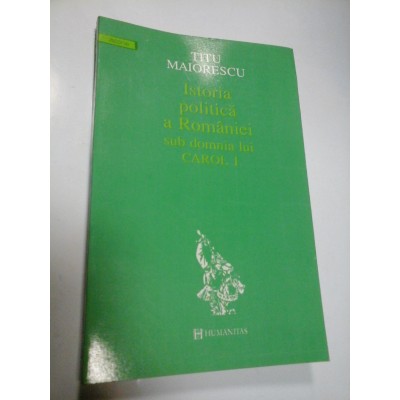 TITU
MAIORESCU
Istoria
politică
a României
sub domnia lui
CAROL I
HUMANITAS